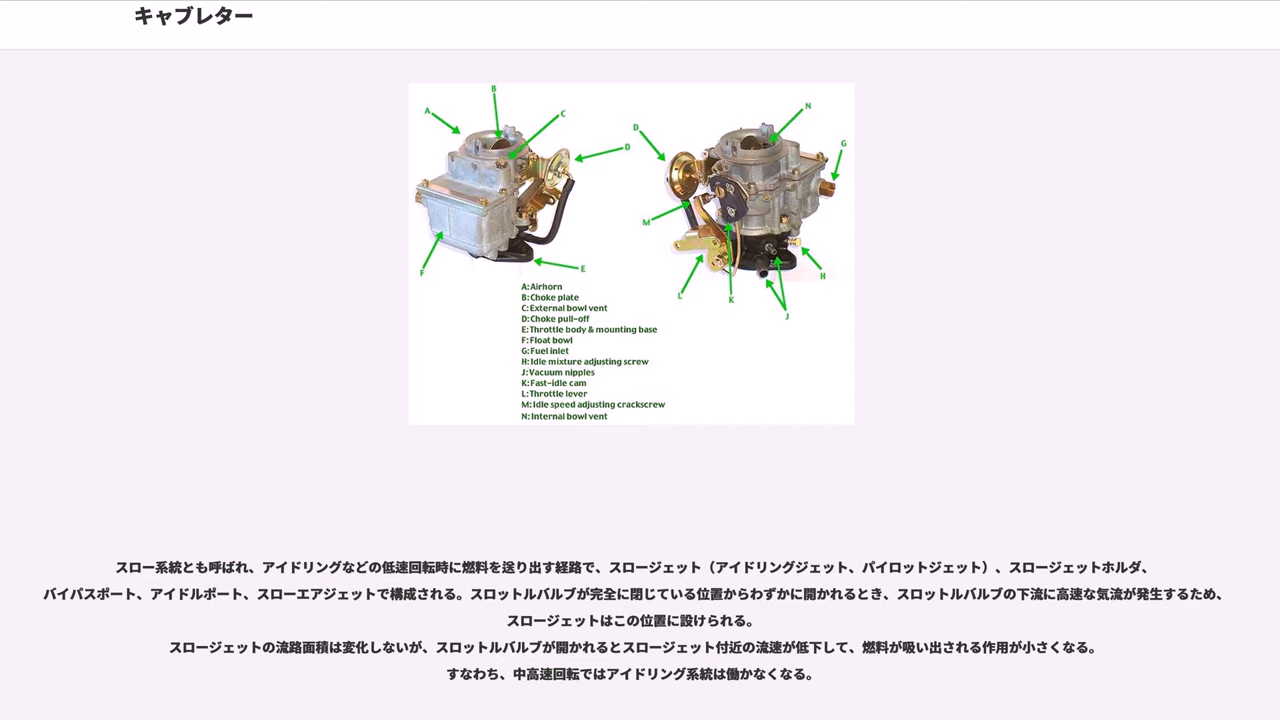 キャブレター
B
A
C
D
F
E
N
D
G
M
H
L
K
J
A:Airhorn
B:Choke plate
C:External bowl vent
D:Choke pull-off
E:Throttle body & mounting base
F:Float bowl
G:Fuel inlet
H:Idle mixture adjusting screw
J:Vacuum nipples
K:Fast-idle cam
L:Throttle lever
M:Idle speed adjusting crackscrew
N:Internal bowl vent
スロー系統とも呼ばれ、アイドリングなどの低速回転時に燃料を送り出す経路で、スロージェット（アイドリングジェット、パイロットジェット）、スロージェットホルダ、
バイパスポート、アイドルポート、スローエアジェットで構成される。スロットルバルブが完全に閉じている位置からわずかに開かれるとき、スロットルバルブの下流に高速な気流が発生するため、
スロージェットはこの位置に設けられる。
スロージェットの流路面積は変化しないが、スロットルバルブが開かれるとスロージェット付近の流速が低下して、燃料が吸い出される作用が小さくなる。
すなわち、中高速回転ではアイドリング系統は働かなくなる。